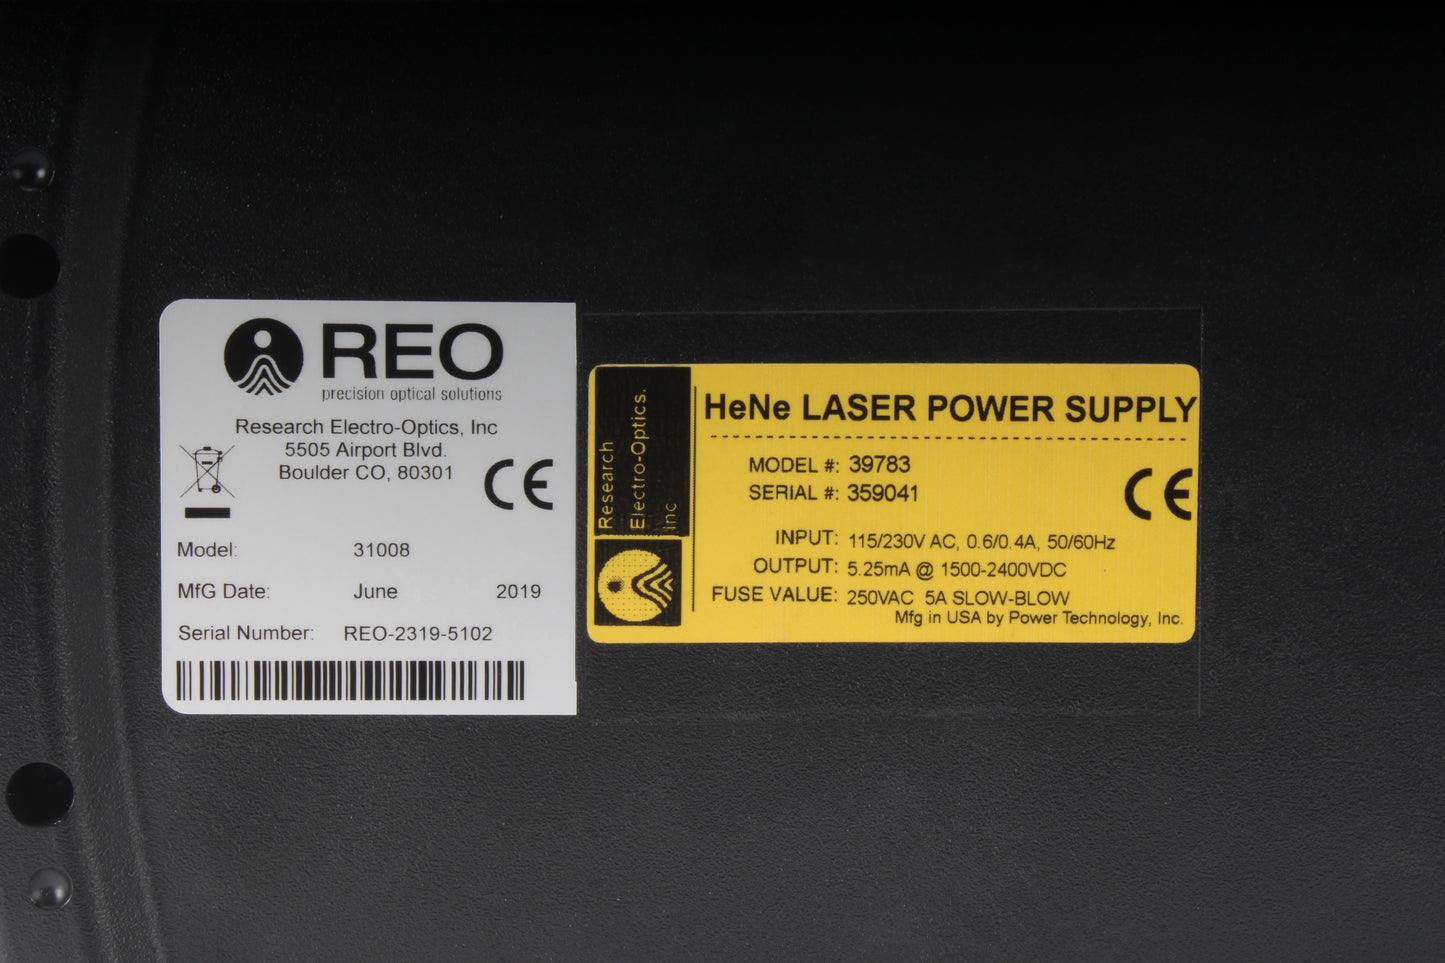 REO
precision optical solutions
Research Electro-Optics, Inc
5505 Airport Blvd.
Boulder CO, 80301
CE
Model: 31008
MfG Date: June 2019
Serial Number: REO-2319-5102
Research
Electro-Optics.
Inc
HeNe LASER POWER SUPPLY
MODEL #: 39783
SERIAL #: 359041
CE
INPUT: 115/230V AC, 0.6/0.4A, 50/60Hz
OUTPUT: 5.25mA @ 1500-2400VDC
FUSE VALUE: 250VAC 5A SLOW-BLOW
Mfg in USA by Power Technology, Inc.